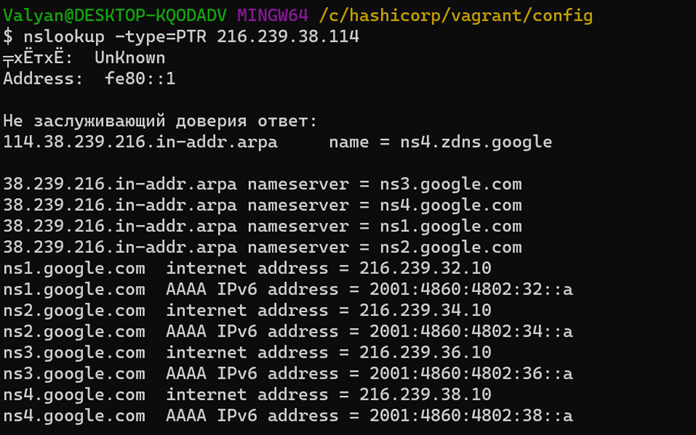 Valyan@DESKTOP-KQODADV MINGW64 /c/hashicorp/vagrant/config
$ nslookup -type=PTR 216.239.38.114
╤хЁтхЁ:  UnKnown
Address:  fe80::1

Не заслуживающий доверия ответ:
114.38.239.216.in-addr.arpa     name = ns4.zdns.google

38.239.216.in-addr.arpa nameserver = ns3.google.com
38.239.216.in-addr.arpa nameserver = ns4.google.com
38.239.216.in-addr.arpa nameserver = ns1.google.com
38.239.216.in-addr.arpa nameserver = ns2.google.com
ns1.google.com  internet address = 216.239.32.10
ns1.google.com  AAAA IPv6 address = 2001:4860:4802:32::a
ns2.google.com  internet address = 216.239.34.10
ns2.google.com  AAAA IPv6 address = 2001:4860:4802:34::a
ns3.google.com  internet address = 216.239.36.10
ns3.google.com  AAAA IPv6 address = 2001:4860:4802:36::a
ns4.google.com  internet address = 216.239.38.10
ns4.google.com  AAAA IPv6 address = 2001:4860:4802:38::a